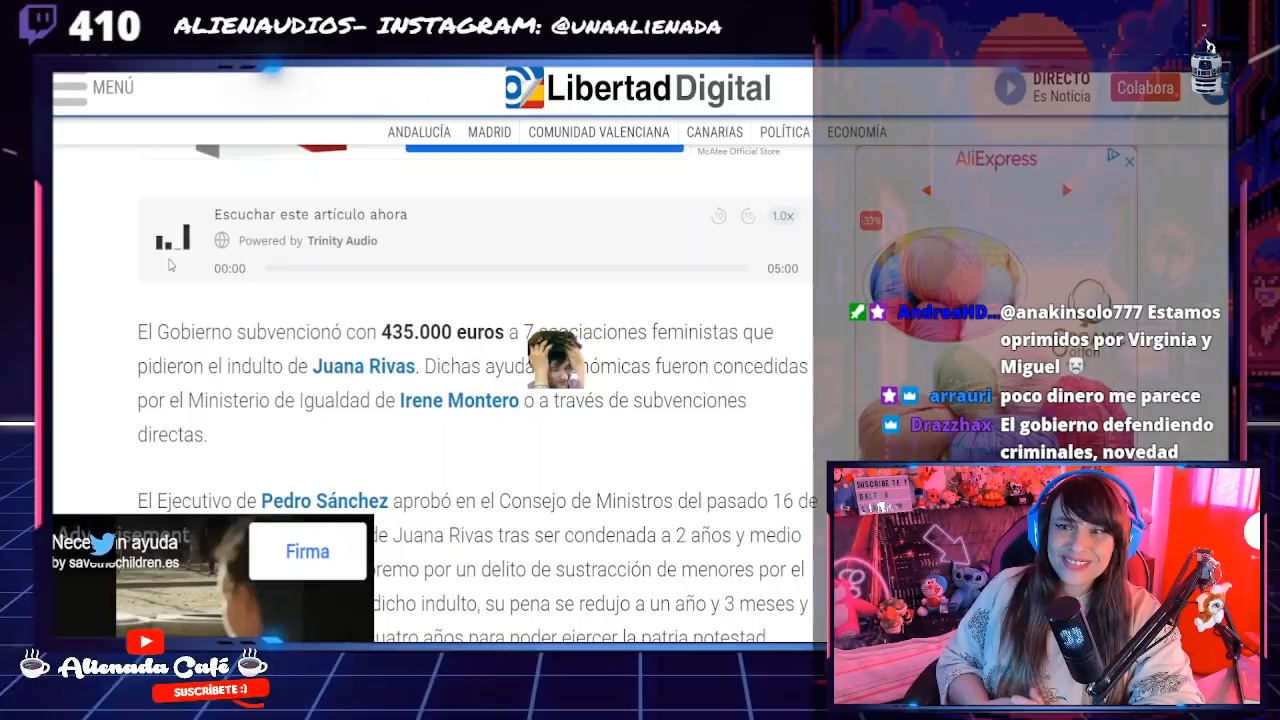 410
ALIENAUDIOS- INSTAGRAM: @UNAALIENADA
MENÚ
Libertad Digital
DIRECTO
Es Noticia
Colabora
ANDALUCÍA MADRID COMUNIDAD VALENCIANA CANARIAS POLÍTICA ECONOMÍA
McAfee Official Store
AliExpress
-33%
Escuchar este artículo ahora
10 10 1.0x
Powered by Trinity Audio
00:00 05:00
El Gobierno subvencionó con 435.000 euros a 7 feministas que
pidieron el indulto de Juana Rivas. Dichas fueron concedidas
por el Ministerio de Igualdad de Irene Montero o a través de subvenciones
directas.
El Ejecutivo de Pedro Sánchez aprobó en el Consejo de Ministros del pasado 16 de
de Juana Rivas tras ser condenada a 2 años y medio
por un delito de sustracción de menores por el
dicho indulto, su pena se redujo a un año y 3 meses y
cuatro años para poder ejercer la patria potestad
ayuda
by savethechildren.es
Firma
AndreaHD... @anakinsolo777 Estamos
oprimidos por Virginia y
Miguel
arrauri poco dinero me parece
Drazzhax El gobierno defendiendo
criminales, novedad
SUSCRIBETE Y
DALE A
Alienada Café
SUSCRÍBETE :)